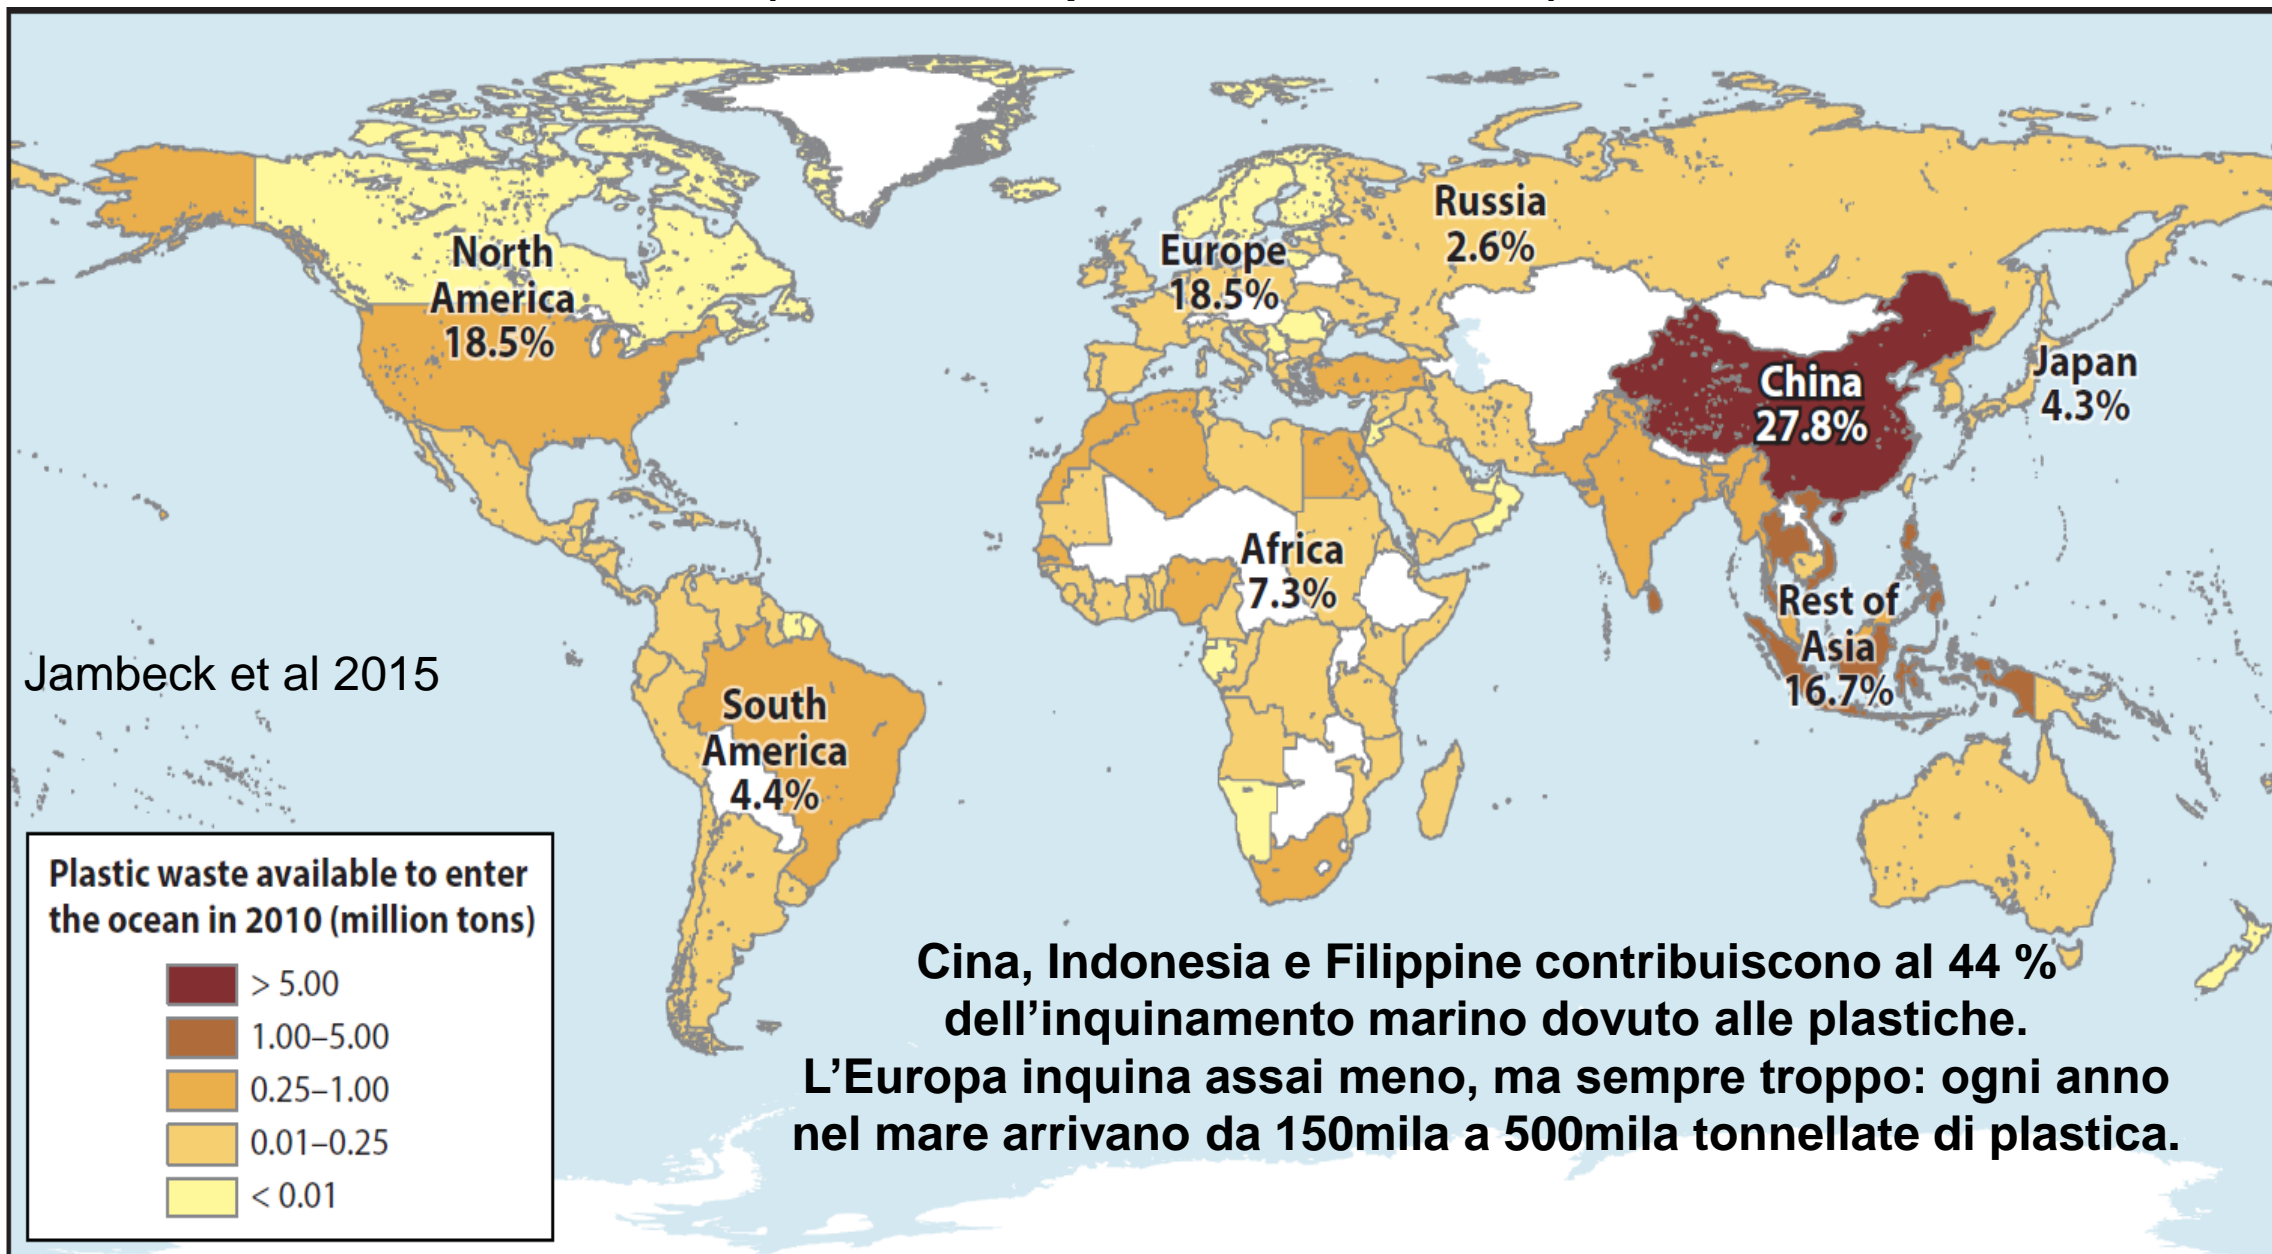 North
America
18.5%
Europe
18.5%
Russia
2.6%
China
27.8%
Japan
4.3%
Africa
7.3%
Rest of
Asia
16.7%
South
America
4.4%
Jambeck et al 2015
Plastic waste available to enter
the ocean in 2010 (million tons)
> 5.00
1.00–5.00
0.25–1.00
0.01–0.25
< 0.01
Cina, Indonesia e Filippine contribuiscono al 44 %
dell’inquinamento marino dovuto alle plastiche.
L’Europa inquina assai meno, ma sempre troppo: ogni anno
nel mare arrivano da 150mila a 500mila tonnellate di plastica.